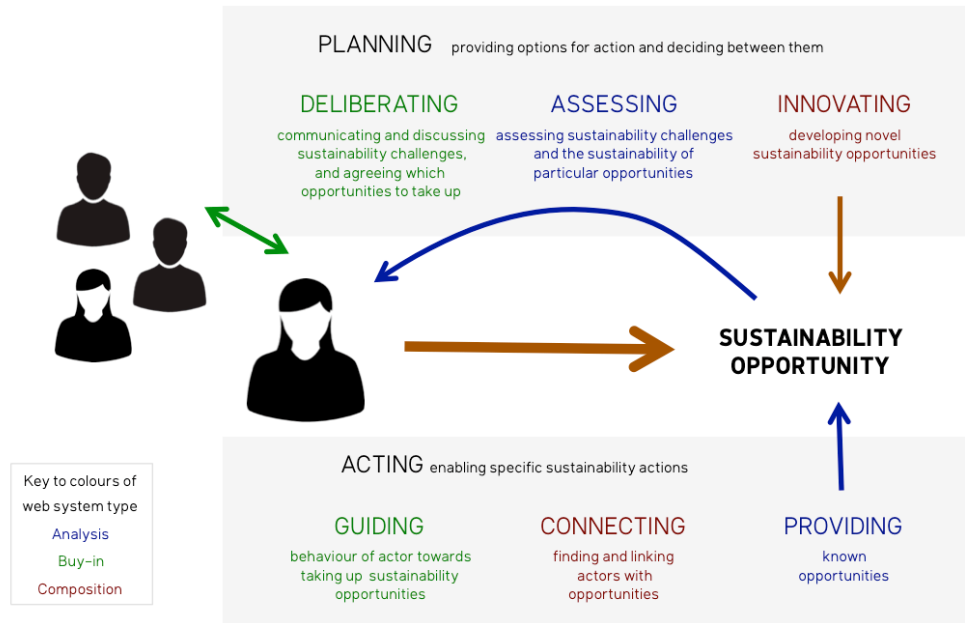 PLANNING providing options for action and deciding between them
DELIBERATING
communicating and discussing
sustainability challenges,
and agreeing which
opportunities to take up
ASSESSING
assessing sustainability challenges
and the sustainability of
particular opportunities
INNOVATING
developing novel
sustainability opportunities
SUSTAINABILITY
OPPORTUNITY
ACTING enabling specific sustainability actions
GUIDING
behaviour of actor towards
taking up sustainability
opportunities
CONNECTING
finding and linking
actors with
opportunities
PROVIDING
known
opportunities
Key to colours of
web system type
Analysis
Buy-in
Composition